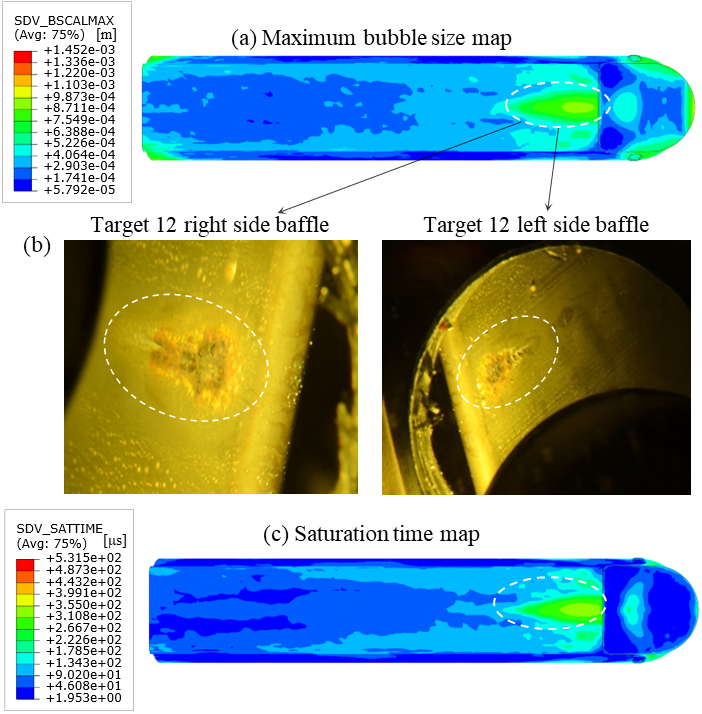 SDV_BSCALMAX
(Avg: 75%) [m]
+1.452e-03
+1.336e-03
+1.220e-03
+1.103e-03
+9.873e-04
+8.711e-04
+7.549e-04
+6.388e-04
+5.226e-04
+4.064e-04
+2.903e-04
+1.741e-04
+5.792e-05
(a) Maximum bubble size map
Target 12 right side baffle
Target 12 left side baffle
(b)
SDV_SATTIME
(Avg: 75%) [μs]
+5.315e+02
+4.873e+02
+4.432e+02
+3.991e+02
+3.550e+02
+3.108e+02
+2.667e+02
+2.226e+02
+1.785e+02
+1.343e+02
+9.020e+01
+4.608e+01
+1.953e+00
(c) Saturation time map